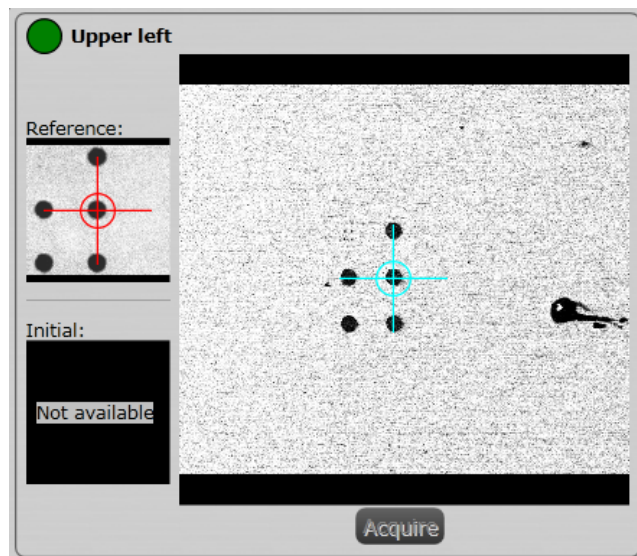 Upper left
Reference:
Initial:
Not available
Acquire